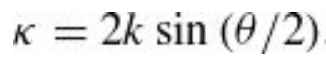 κ = 2k sin (θ/2).